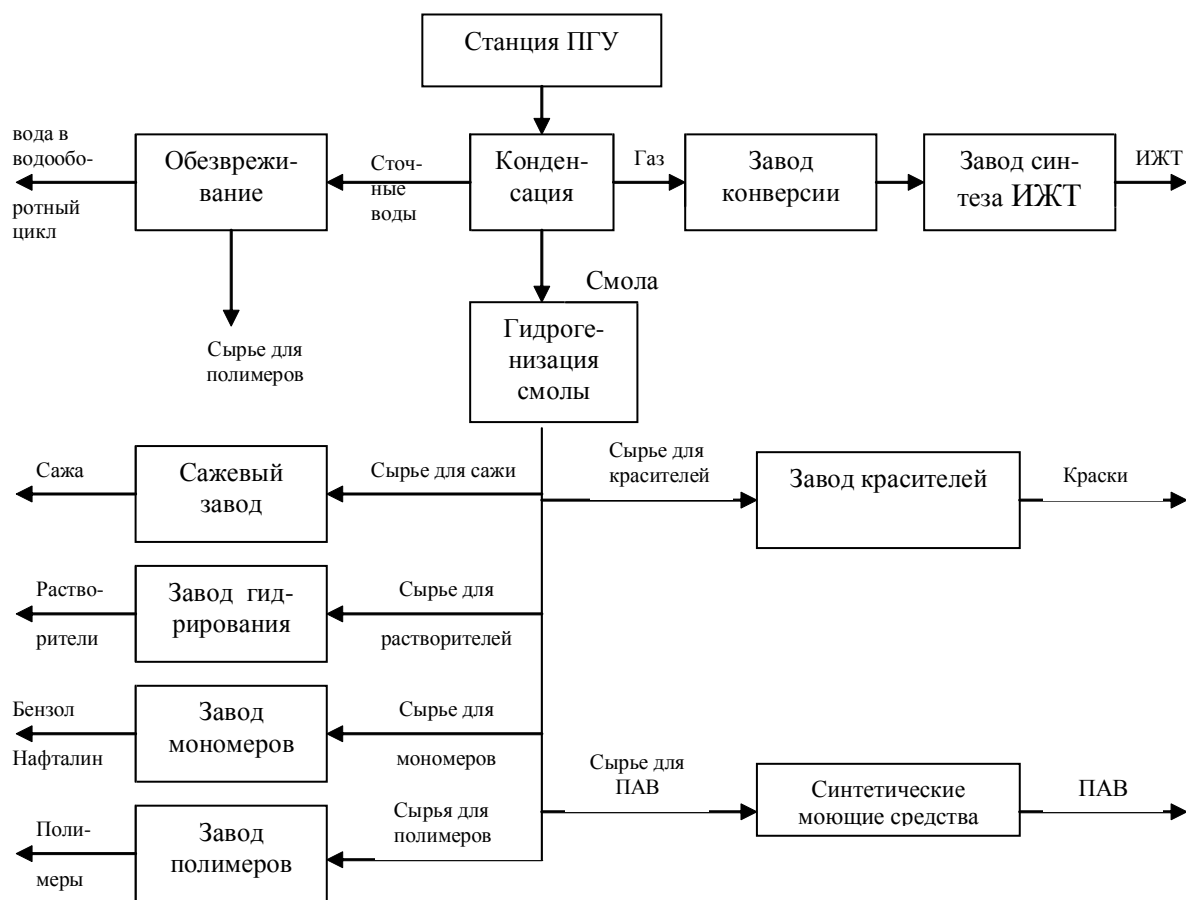 Станция ПГУ
вода в
водообо-
ротный
цикл
Обезврежи-
вание
Сточ-
ные
воды
Конден-
сация
Газ
Завод
конверсии
Завод син-
теза ИЖТ
ИЖТ
Смола
Сырье для
полимеров
Гидроге-
низация
смолы
Сажа
Сажевый
завод
Сырье для сажи
Сырье для
красителей
Завод красителей
Краски
Раство-
рители
Завод гид-
рирования
Сырье для
растворителей
Бензол
Нафталин
Завод
мономеров
Сырье для
мономеров
Сырье для
ПАВ
Синтетические
моющие средства
ПАВ
Поли-
меры
Завод
полимеров
Сырья для
полимеров